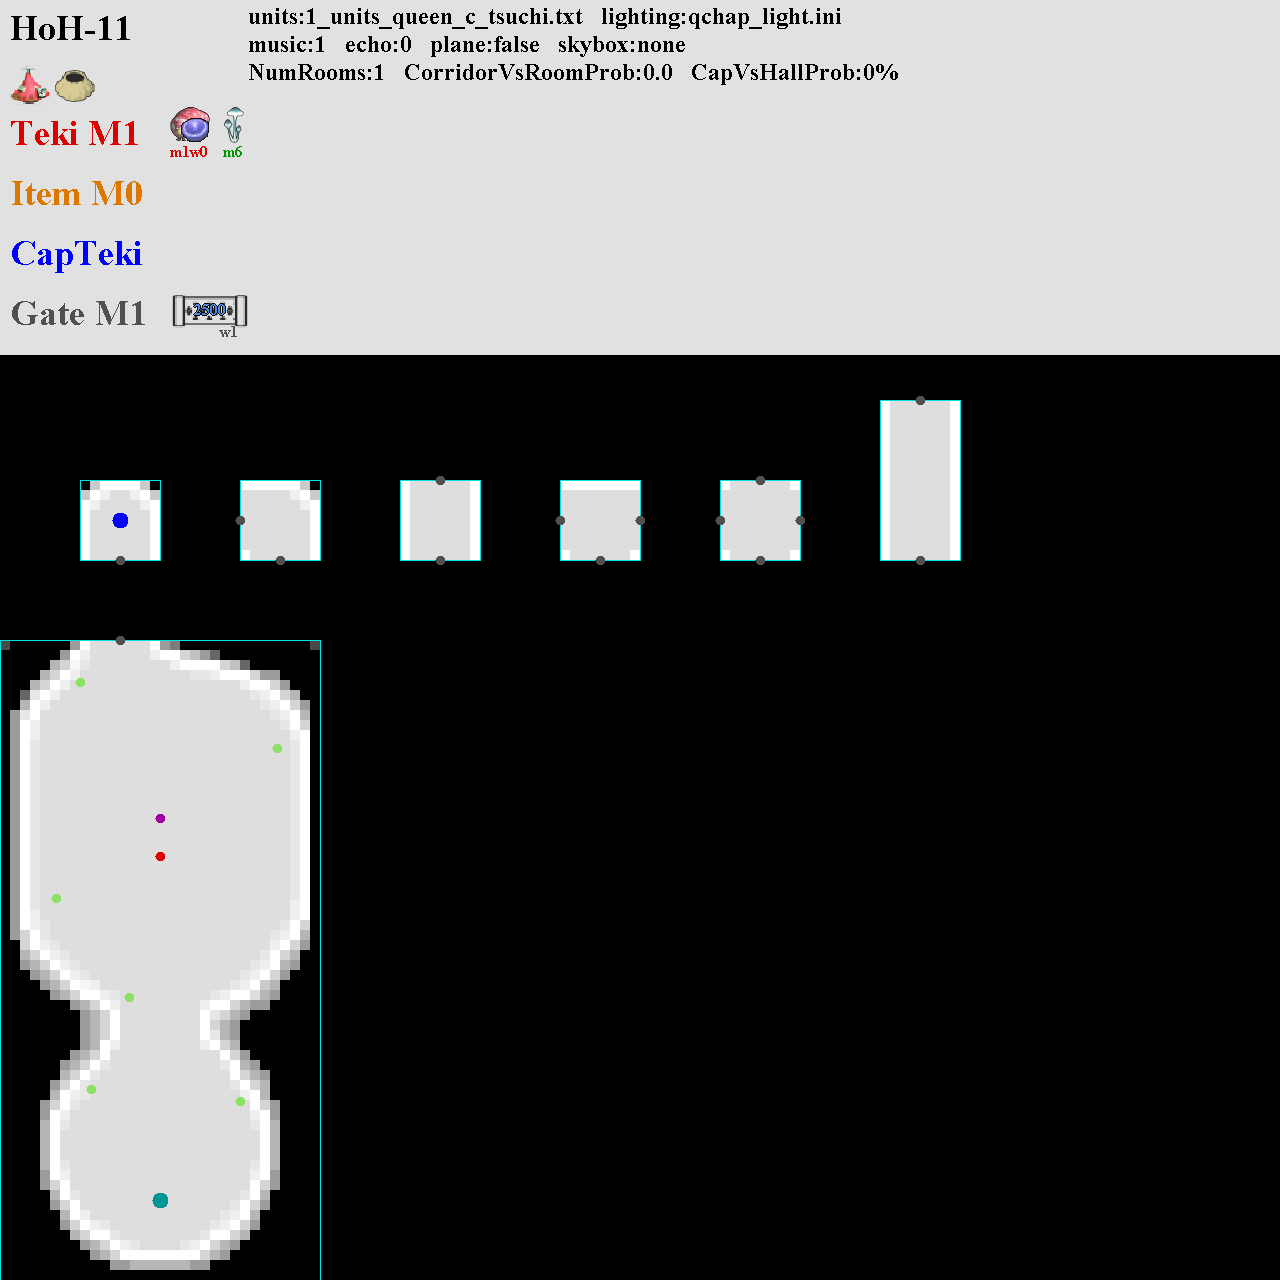 HoH-11 units:1_units_queen_c_tsuchi.txt lighting:qchap_light.ini
music:1 echo:0 plane:false skybox:none
NumRooms:1 CorridorVsRoomProb:0.0 CapVsHallProb:0%
Teki M1 m1w0 m6
Item M0
CapTeki
Gate M1 2500
w1